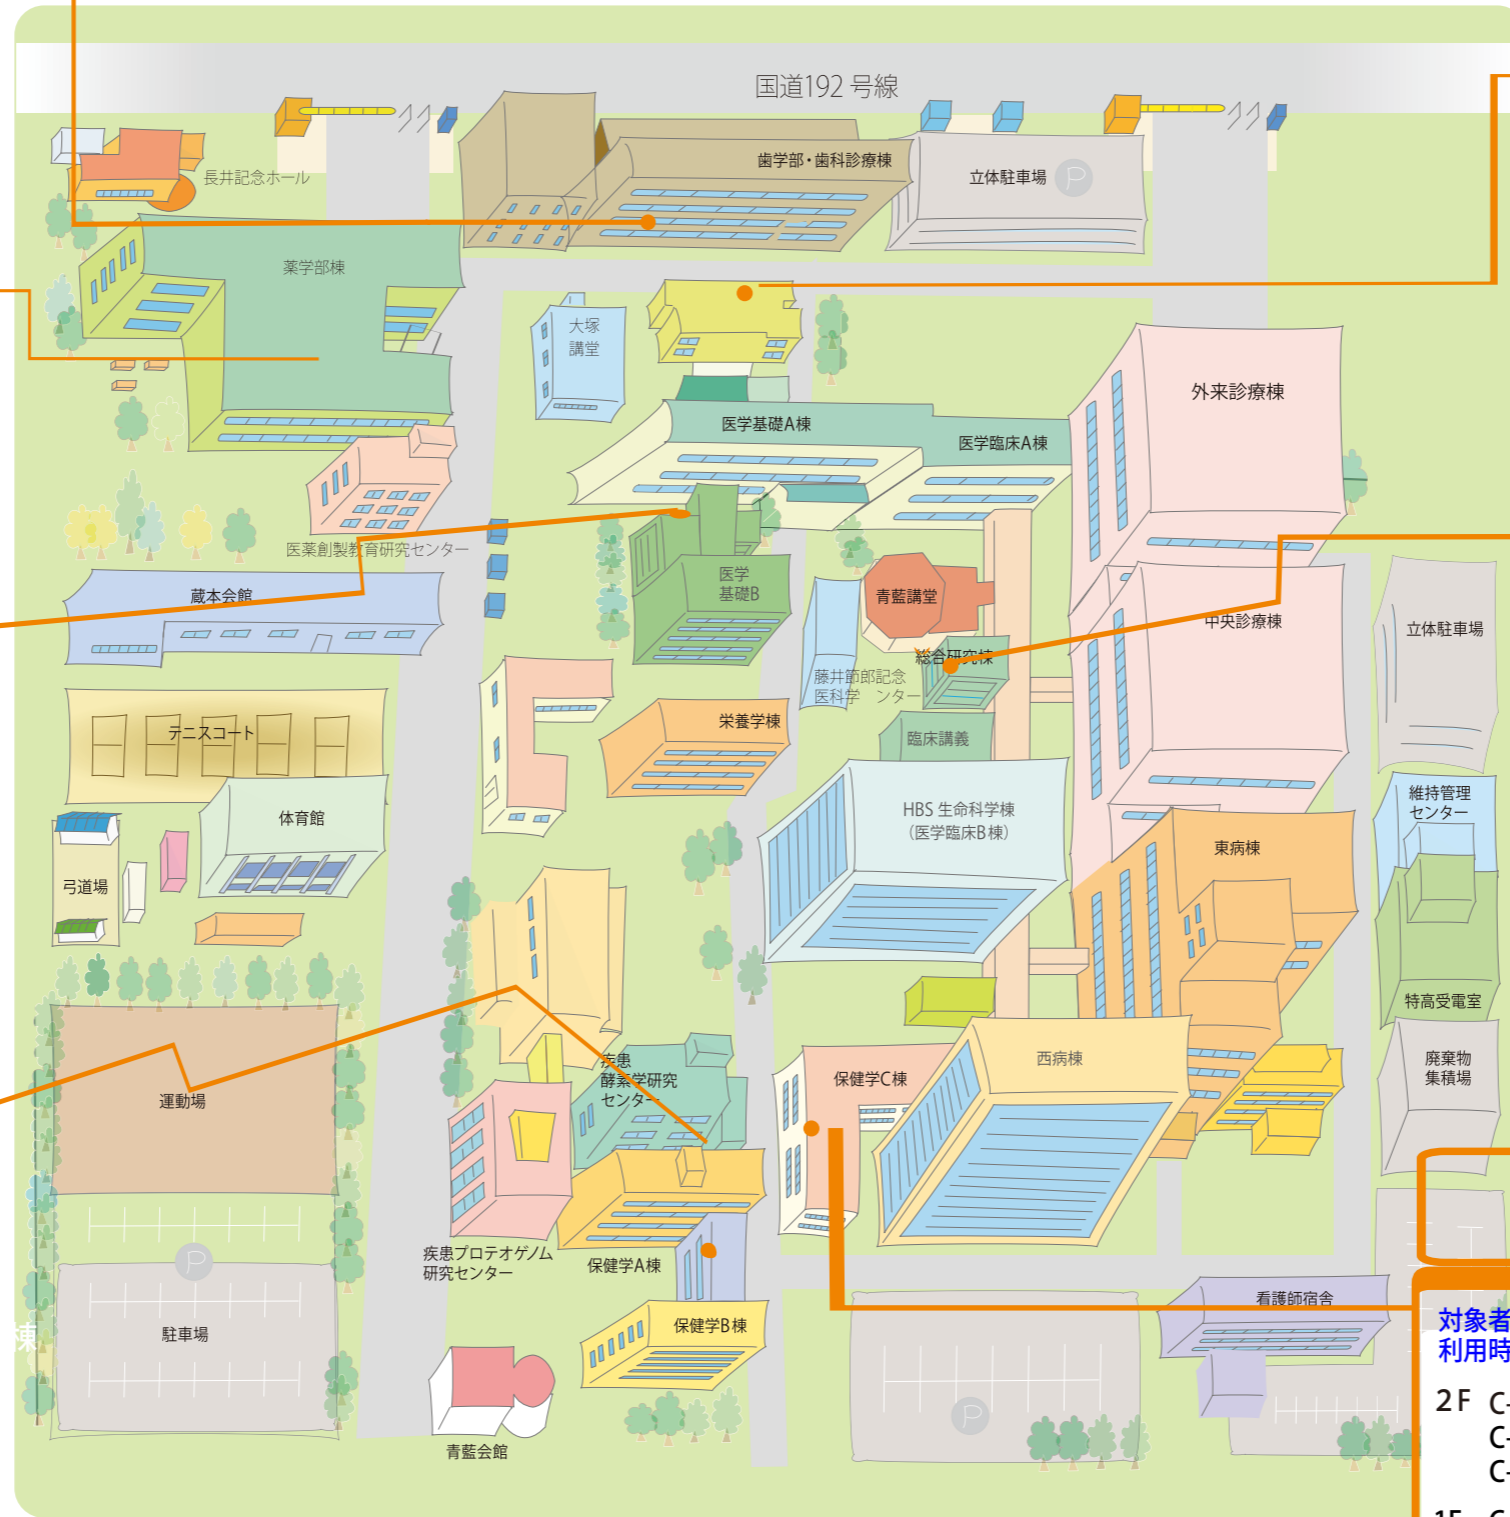 国道192 号線
歯学部・歯科診療棟
立体駐車場
P
長井記念ホール
薬学部棟
大塚
講堂
外来診療棟
医学基礎A棟
医学臨床A棟
医薬創製教育研究センター
医学
基礎B
青藍講堂
蔵本会館
中央診療棟
立体駐車場
総合研究棟
藤井節郎記念
医科学 ンター
テニスコート
栄養学棟
臨床講義
体育館
HBS 生命科学棟
（医学臨床B棟）
維持管理
センター
東病棟
弓道場
特高受電室
疾患
酵素学研究
センター
保健学C棟
西病棟
廃棄物
集積場
運動場
疾患プロテオゲノム
研究センター
保健学A棟
P
看護師宿舎
棟
駐車場
保健学B棟
対象者
利用時
P
2F C-
C-
C-
青藍会館